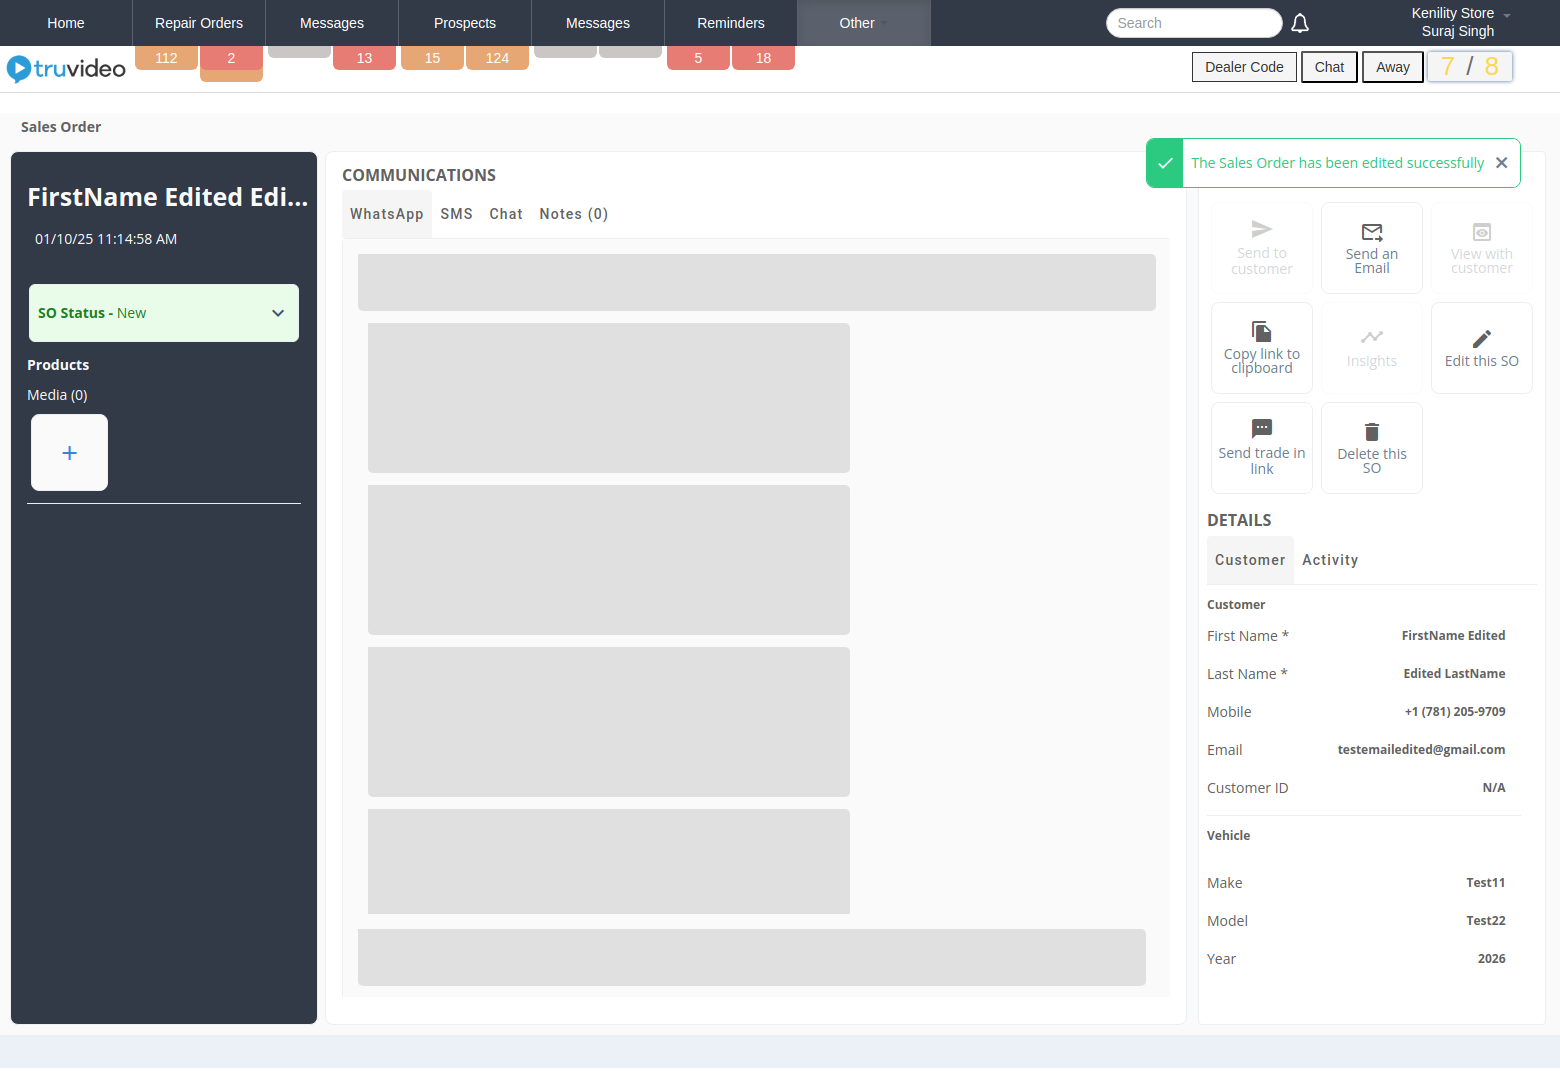 Home
Repair Orders
Messages
Prospects
Messages
Reminders
Other
Search
Kenility Store
Suraj Singh
truvideo
112
2
13
15
124
5
18
Dealer Code
Chat
Away
7 / 8
Sales Order
The Sales Order has been edited successfully
FirstName Edited Edi...
01/10/25 11:14:58 AM
SO Status - New
Products
Media (0)
+
COMMUNICATIONS
WhatsApp
SMS
Chat
Notes (0)
Send to
customer
Send an
Email
View with
customer
Copy link to
clipboard
Insights
Edit this SO
Send trade in
link
Delete this
SO
DETAILS
Customer
Activity
Customer
First Name * FirstName Edited
Last Name * Edited LastName
Mobile +1 (781) 205-9709
Email testemailedited@gmail.com
Customer ID N/A
Vehicle
Make Test11
Model Test22
Year 2026